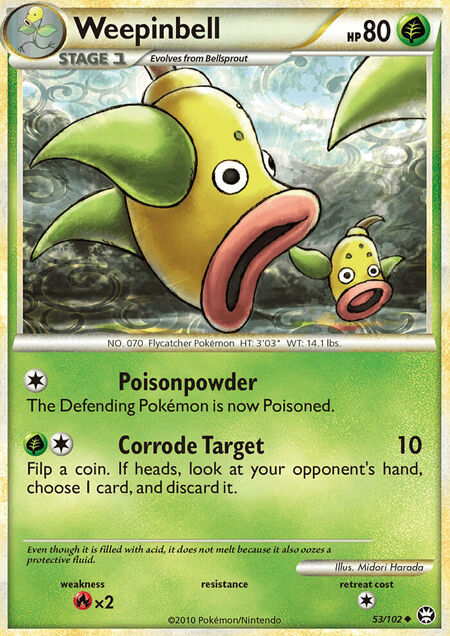 Weepinbell
HP 80
STAGE 1
Evolves from Bellsprout
NO. 070 Flycatcher Pokémon HT: 3'03" WT: 14.1 lbs.
Poisonpowder
The Defending Pokémon is now Poisoned.
Corrode Target 10
Filp a coin. If heads, look at your opponent's hand,
choose 1 card, and discard it.
Even though it is filled with acid, it does not melt because it also oozes a
protective fluid.
Illus. Midori Harada
weakness resistance retreat cost
×2
53/102
©2010 Pokémon/Nintendo